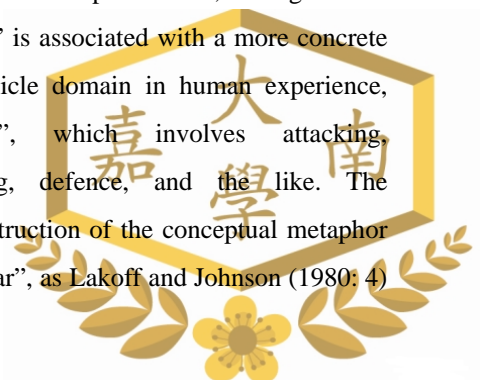 ” is associated with a more concrete
icle domain in human experience,
”, which involves attacking,
g, defence, and the like. The
truction of the conceptual metaphor
ar”, as Lakoff and Johnson (1980: 4)
大
嘉 南
學